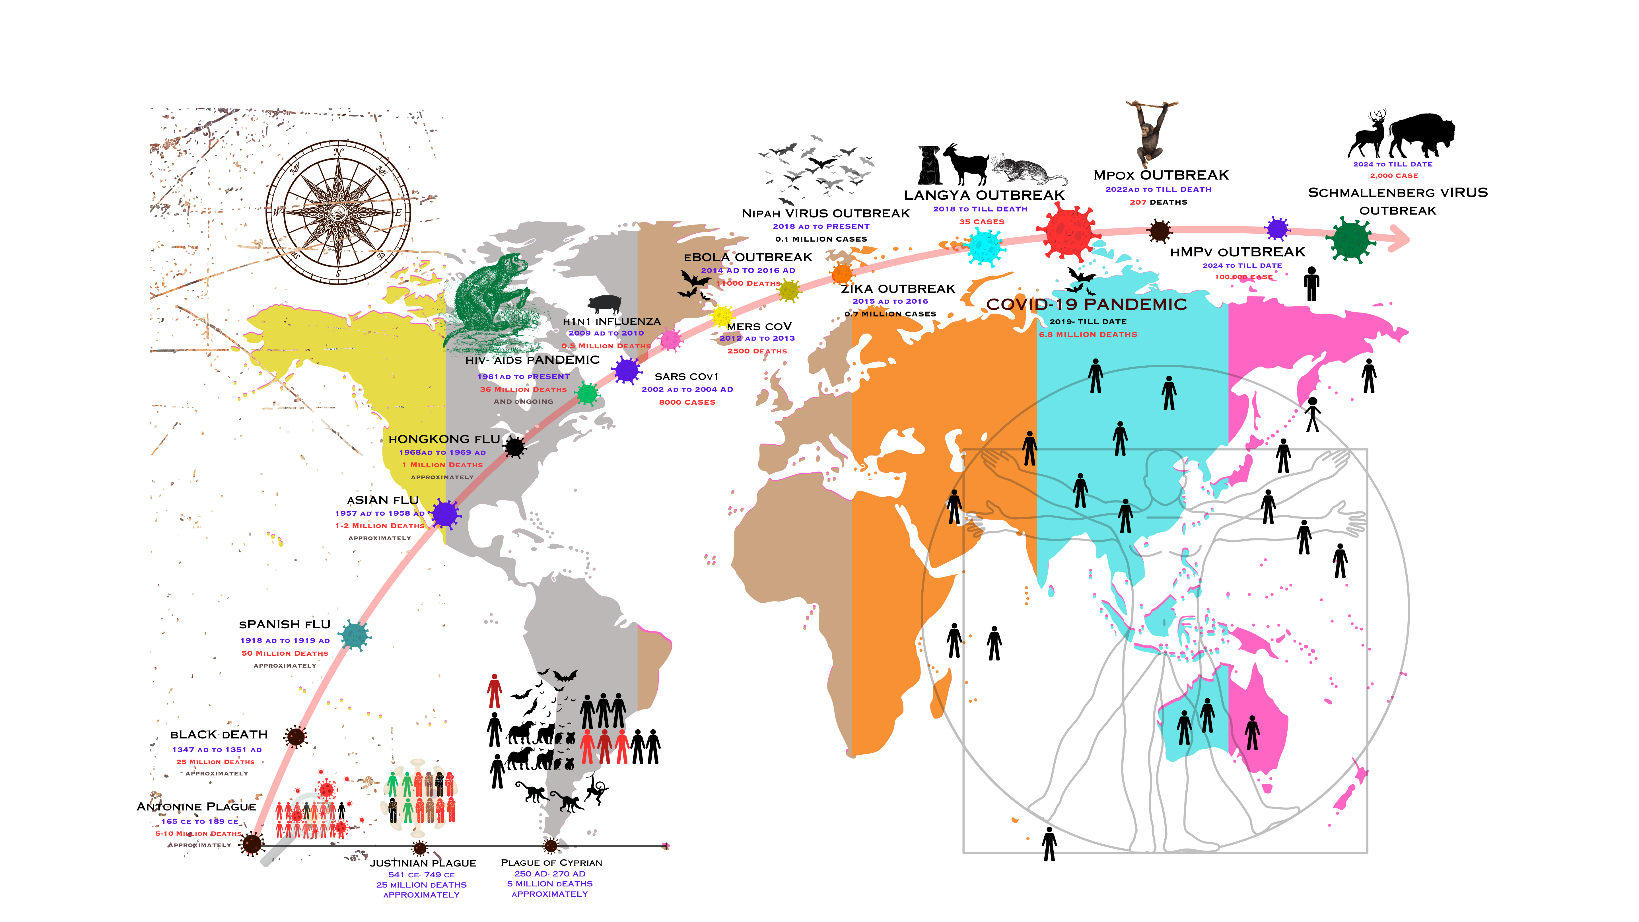 Antonine Plague
165 CE TO 189 CE
5-10 Million Deaths
Approximately
JUSTINIAN PLAGUE
541 CE- 749 CE
25 MILLION DEATHS
APPROXIMATELY
Plague of Cyprian
250 AD- 270 AD
5 MILLION DEATHS
APPROXIMATELY
BLACK DEATH
1347 AD TO 1351 AD
25 Million Deaths
Approximately
SPANISH FLU
1918 AD TO 1919 AD
50 Million Deaths
Approximately
ASIAN FLU
1957 AD TO 1958 AD
1-2 Million Deaths
Approximately
HONGKONG FLU
1968AD TO 1969 AD
1 Million Deaths
Approximately
HIV- AIDS PANDEMIC
1981AD TO PRESENT
36 Million Deaths
AND ONGOING
SARS COV1
2002 AD TO 2004 AD
8000 CASES
H1N1 INFLUENZA
2009 AD TO 2010
0.5 Million Deaths
MERS COV
2012 AD TO 2013
2500 DEATHS
EBOLA OUTBREAK
2014 AD TO 2016 AD
11000 Deaths
ZIKA OUTBREAK
2015 AD TO 2016
0.7 MILLION CASES
Nipah VIRUS OUTBREAK
2018 AD TO PRESENT
0.1 MILLION CASES
LANGYA OUTBREAK
2018 TO TILL DEATH
35 CASES
COVID-19 PANDEMIC
2019- TILL DATE
6.8 MILLION DEATHS
Mpox OUTBREAK
2022AD TO TILL DEATH
207 DEATHS
HMPV OUTBREAK
2024 TO TILL DATE
100,000 CASE
2024 TO TILL DATE
2,000 CASE
SCHMALLENBERG VIRUS
OUTBREAK